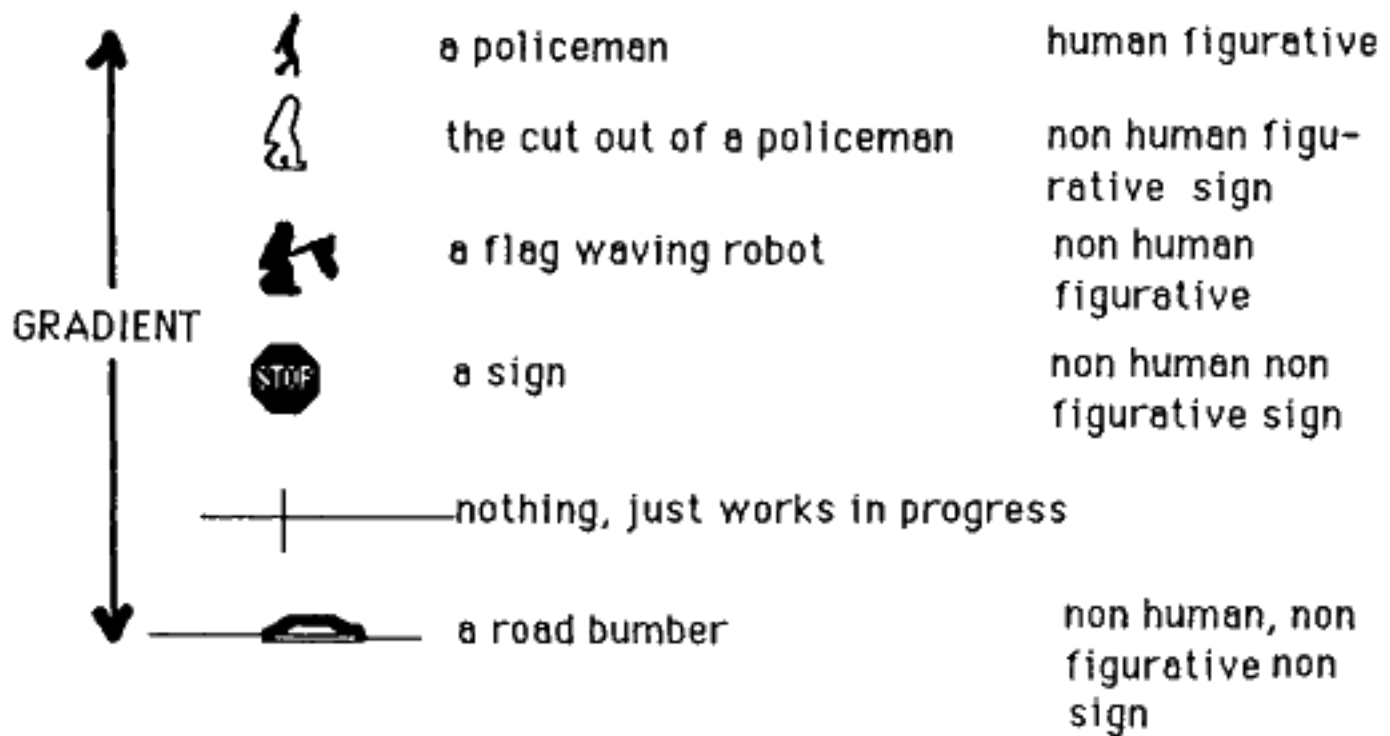 a policeman human figurative
the cut out of a policeman non human figu-
rative sign
a flag waving robot non human
figurative
GRADIENT
STOP a sign non human non
figurative sign
nothing, just works in progress
a road bumber non human, non
figurative non
sign